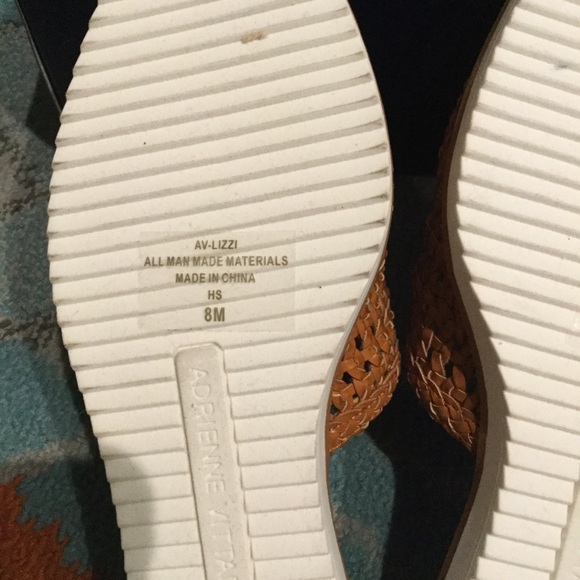 AV-LIZZI
ALL MAN MADE MATERIALS
MADE IN CHINA
HS
8M
ADRIENNE VITTA